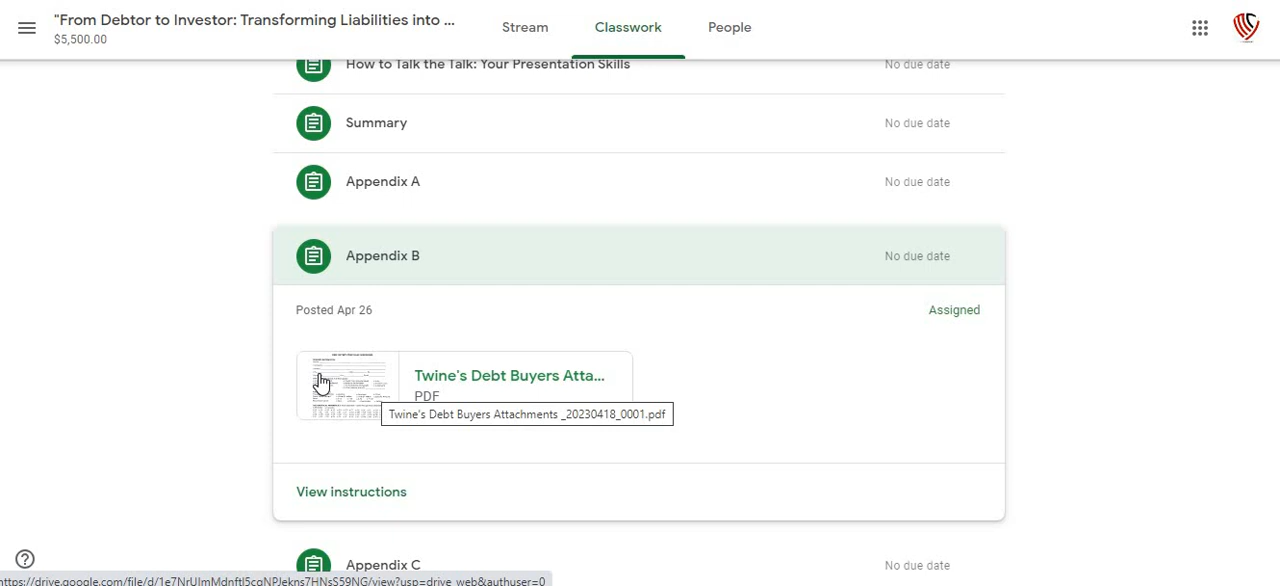 "From Debtor to Investor: Transforming Liabilities into ...
$5,500.00
Stream
Classwork
People
How to Talk the Talk: Your Presentation Skills
No due date
Summary
No due date
Appendix A
No due date
Appendix B
No due date
Posted Apr 26
Assigned
Twine's Debt Buyers Atta...
PDF
Twine's Debt Buyers Attachments _20230418_0001.pdf
View instructions
Appendix C
No due date